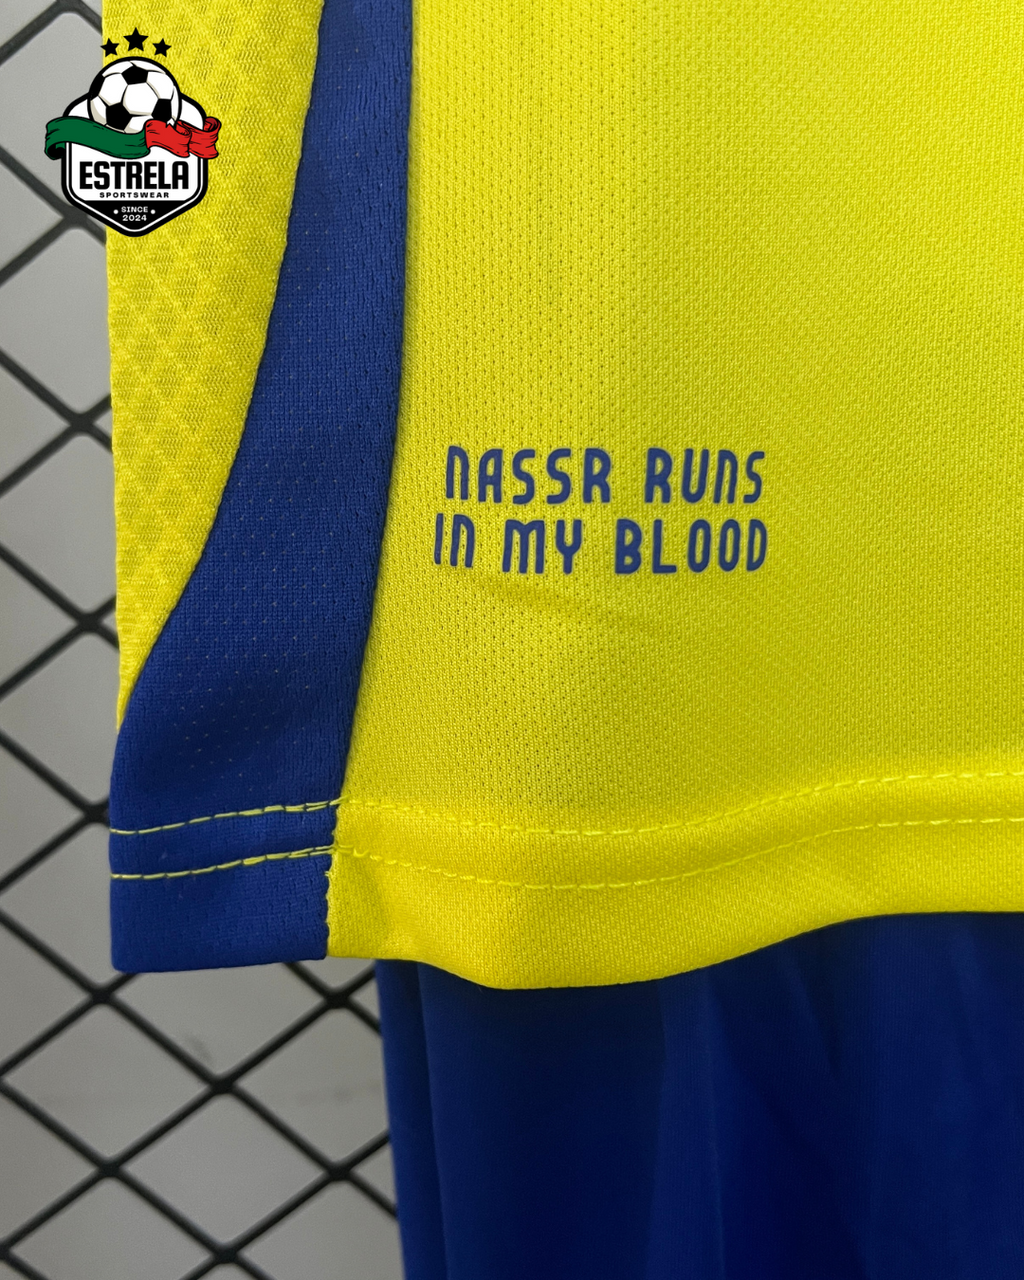 ESTRELA
SPORTSWEAR
SINCE
2024
NASSR RUNS
IN MY BLOOD